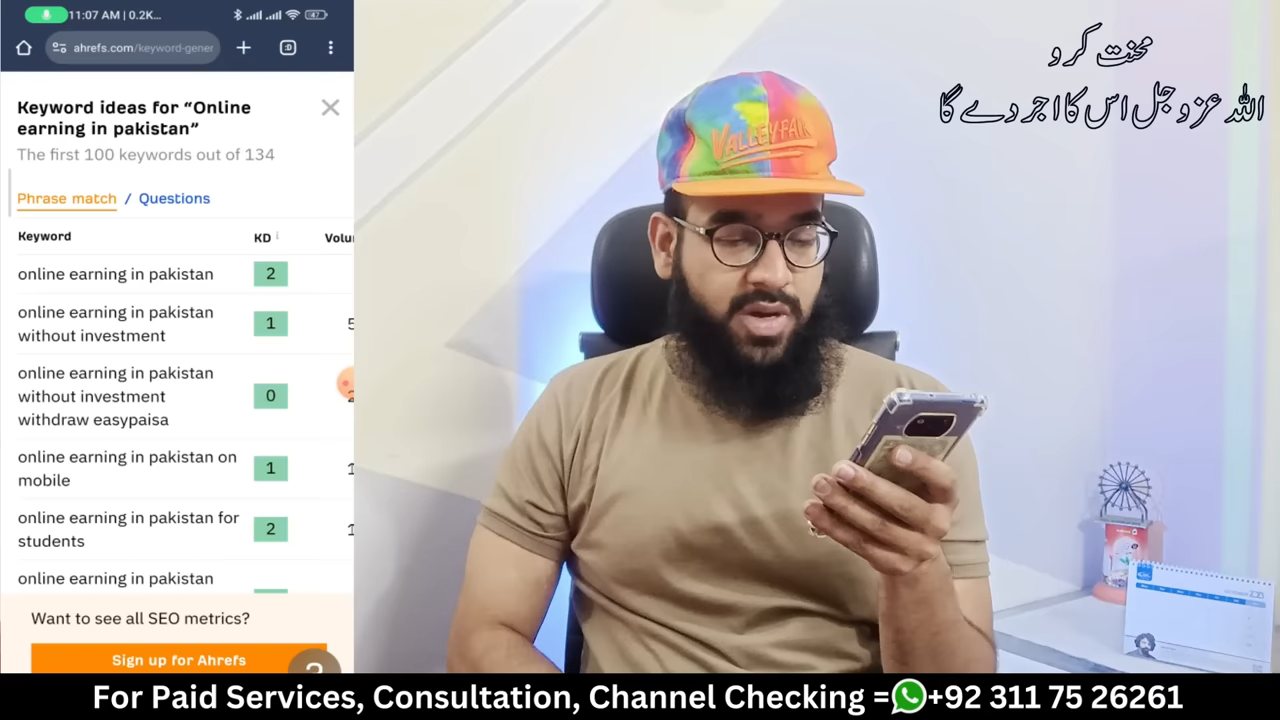 11:07 AM | 0.2K...
47
ahrefs.com/keyword-gener
:D
Keyword ideas for “Online
earning in pakistan”
The first 100 keywords out of 134
Phrase match / Questions
Keyword KD i Volu
online earning in pakistan 2
online earning in pakistan
without investment 1
online earning in pakistan
without investment
withdraw easypaisa 0
online earning in pakistan on
mobile 1
online earning in pakistan for
students 2
online earning in pakistan
Want to see all SEO metrics?
Sign up for Ahrefs
?
محنت کرو
اللہ عزوجل اس کا اجر دے گا
VALLEYFAIR
For Paid Services, Consultation, Channel Checking = +92 311 75 26261